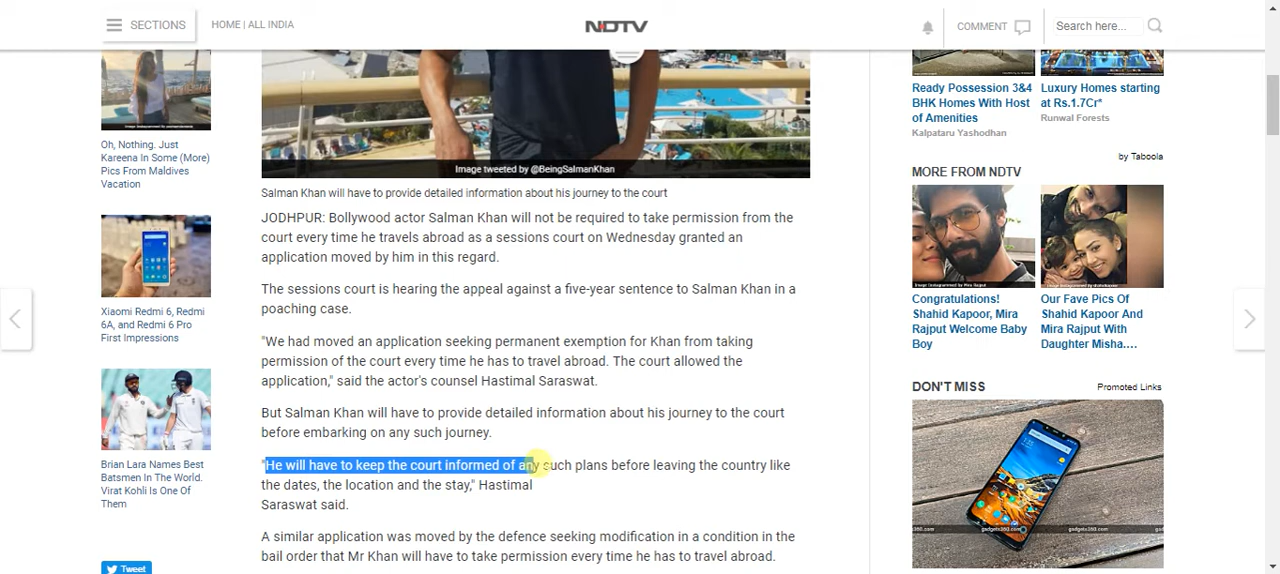 SECTIONS
HOME | ALL INDIA
NDTV
COMMENT
Search here...
Oh, Nothing. Just
Kareena In Some (More)
Pics From Maldives
Vacation
Xiaomi Redmi 6, Redmi
6A, and Redmi 6 Pro
First Impressions
Brian Lara Names Best
Batsmen In The World.
Virat Kohli Is One Of
Them
Tweet
Image tweeted by @BeingSalmanKhan
Salman Khan will have to provide detailed information about his journey to the court
JODHPUR: Bollywood actor Salman Khan will not be required to take permission from the
court every time he travels abroad as a sessions court on Wednesday granted an
application moved by him in this regard.
The sessions court is hearing the appeal against a five-year sentence to Salman Khan in a
poaching case.
"We had moved an application seeking permanent exemption for Khan from taking
permission of the court every time he has to travel abroad. The court allowed the
application," said the actor's counsel Hastimal Saraswat.
But Salman Khan will have to provide detailed information about his journey to the court
before embarking on any such journey.
"He will have to keep the court informed of any such plans before leaving the country like
the dates, the location and the stay," Hastimal
Saraswat said.
A similar application was moved by the defence seeking modification in a condition in the
bail order that Mr Khan will have to take permission every time he has to travel abroad.
Ready Possession 3&4
BHK Homes With Host
of Amenities
Kalpataru Yashodhan
Luxury Homes starting
at Rs.1.7Cr*
Runwal Forests
by Taboola
MORE FROM NDTV
Congratulations!
Shahid Kapoor, Mira
Rajput Welcome Baby
Boy
Our Fave Pics Of
Shahid Kapoor And
Mira Rajput With
Daughter Misha....
DON'T MISS
Promoted Links
gadgets360.com
gadgets360.com